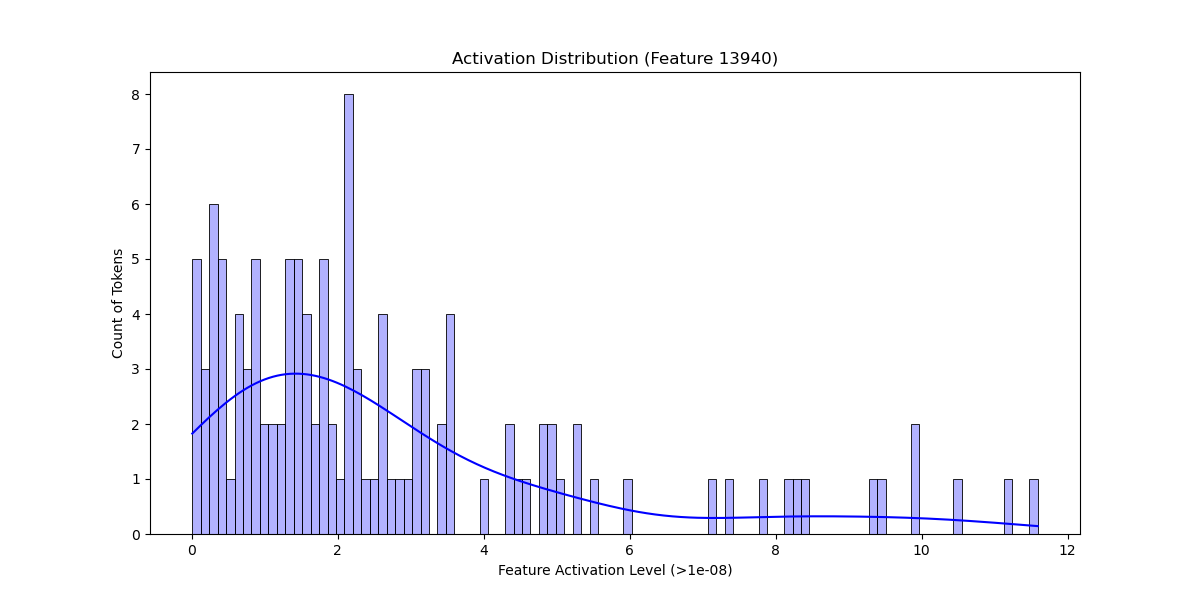 Activation Distribution (Feature 13940)
Count of Tokens
8
7
6
5
4
3
2
1
0
0 2 4 6 8 10 12
Feature Activation Level (>1e-08)